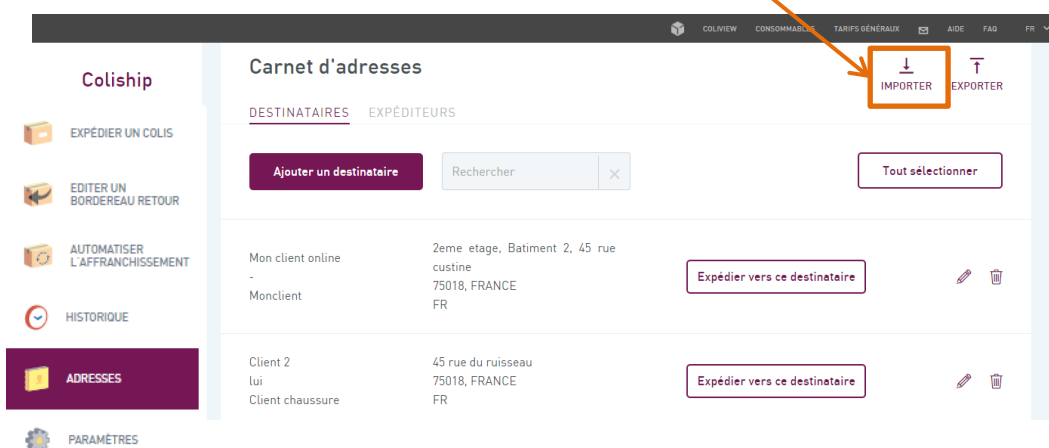 COLIVIEW CONSOMMABLES TARIFS GÉNÉRAUX AIDE FAQ FR
Coliship
EXPÉDIER UN COLIS
EDITER UN
BORDEREAU RETOUR
AUTOMATISER
L'AFFRANCHISSEMENT
HISTORIQUE
ADRESSES
PARAMÈTRES
Carnet d'adresses
IMPORTER EXPORTER
DESTINATAIRES EXPÉDITEURS
Ajouter un destinataire
Rechercher
Tout sélectionner
Mon client online
-
Monclient
2eme etage, Batiment 2, 45 rue
custine
75018, FRANCE
FR
Expédier vers ce destinataire
Client 2
lui
Client chaussure
45 rue du ruisseau
75018, FRANCE
FR
Expédier vers ce destinataire